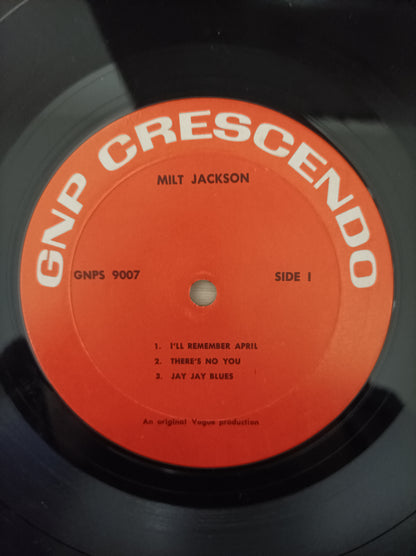 GNP CRESCENDO
MILT JACKSON
GNPS 9007 SIDE I
1. I'LL REMEMBER APRIL
2. THERE'S NO YOU
3. JAY JAY BLUES
An original Vogue production